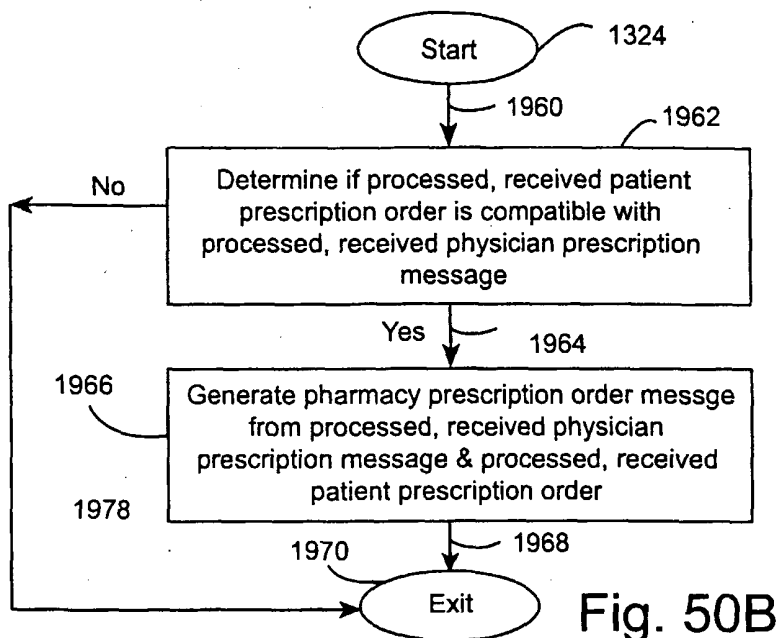 Start
1324
1960
1962
No
Determine if processed, received patient
prescription order is compatible with
processed, received physician prescription
message
Yes
1964
1966
Generate pharmacy prescription order messge
from processed, received physician
prescription message & processed, received
patient prescription order
1978
1970
1968
Exit
Fig. 50B